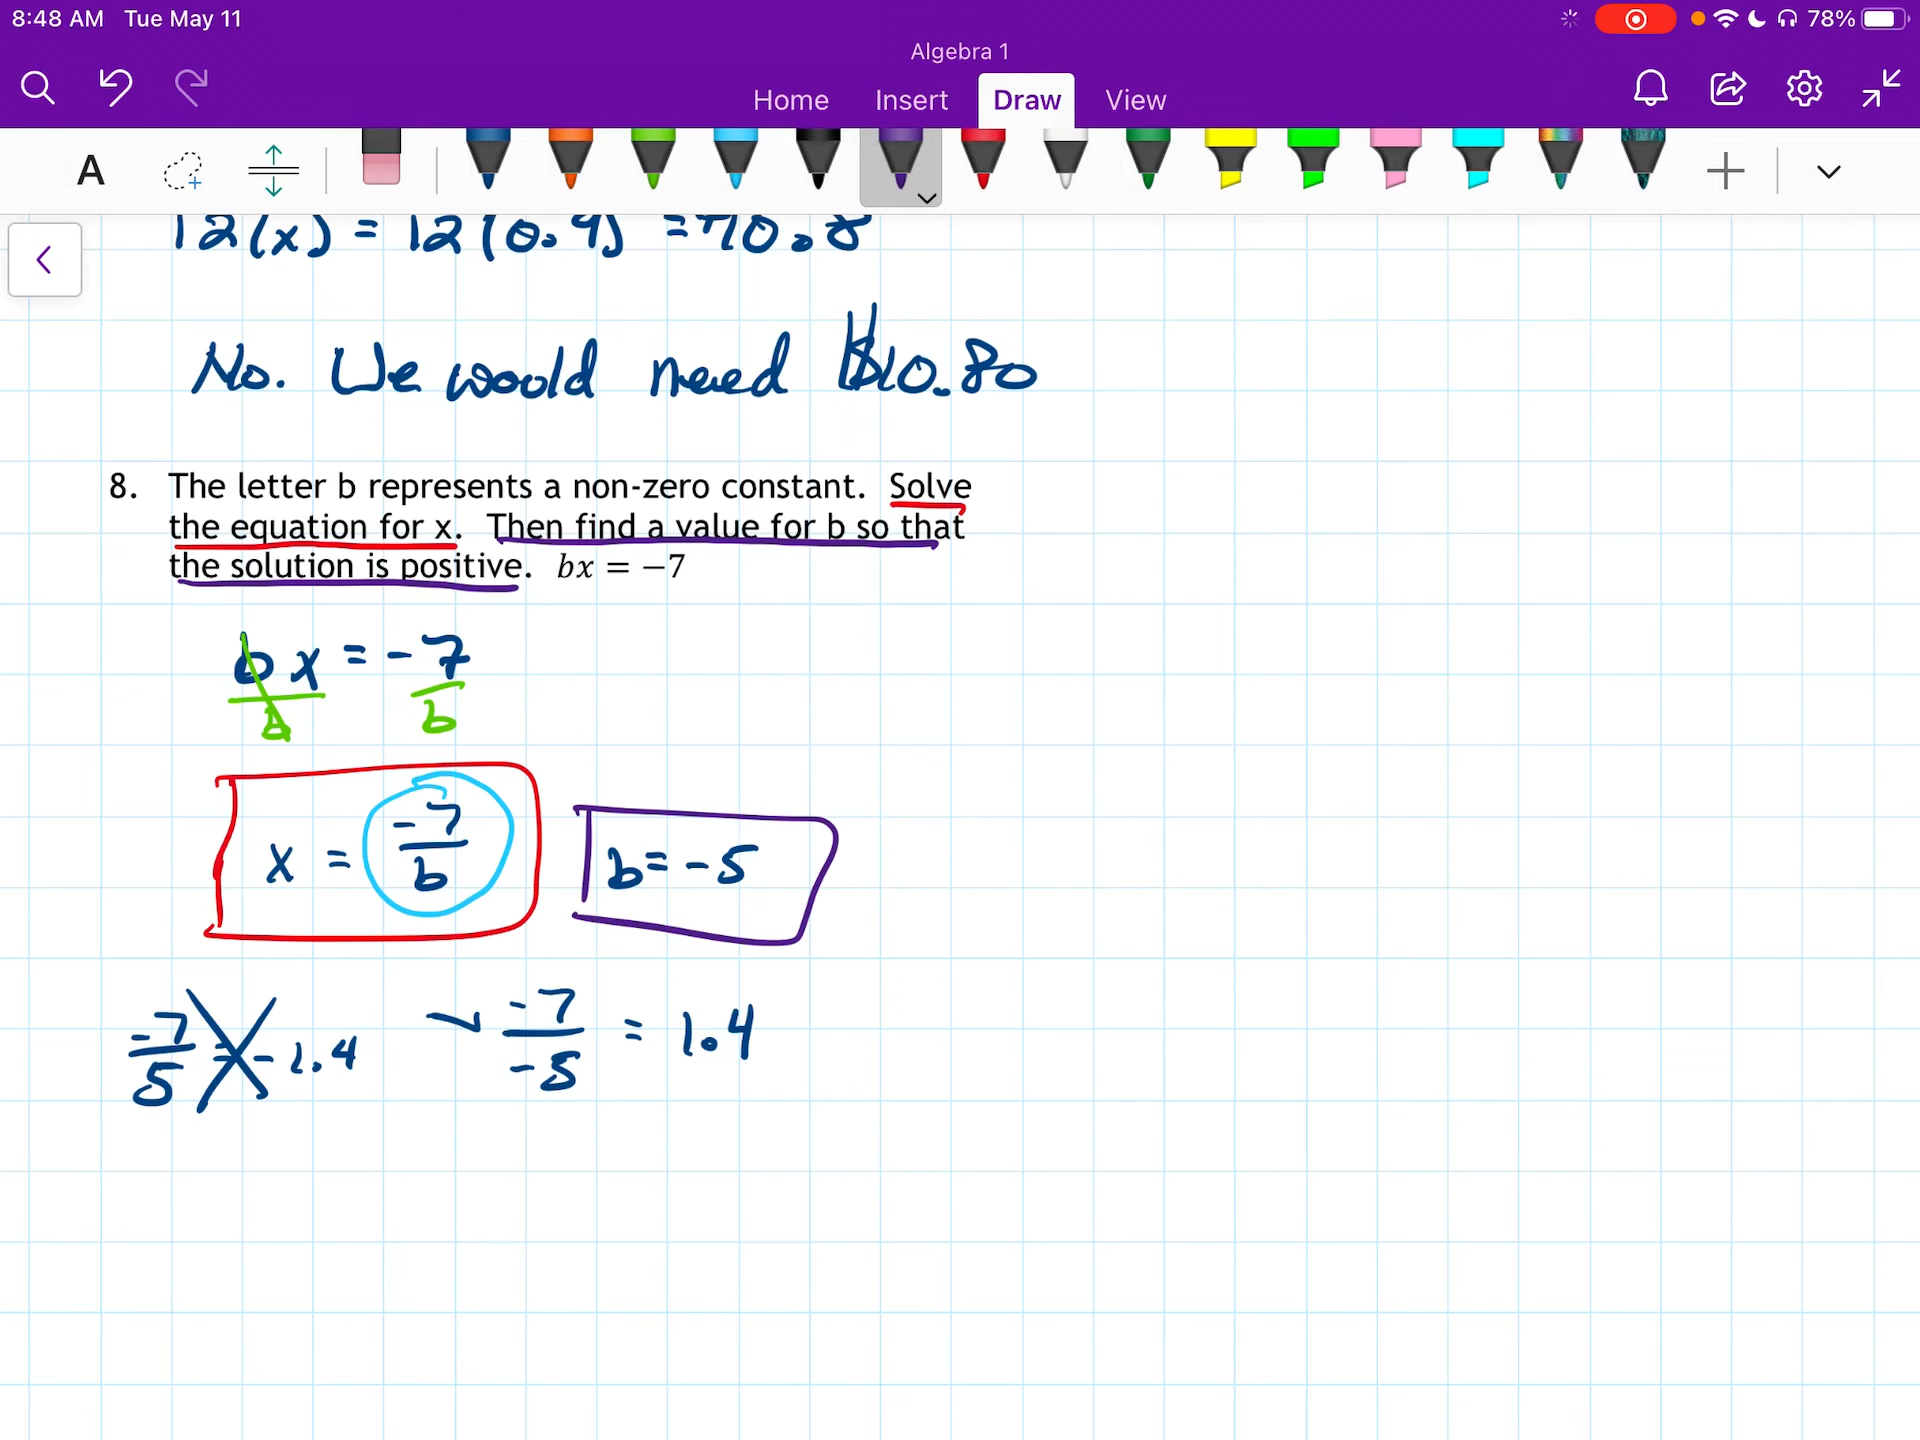 8:48 AM Tue May 11
78%
Algebra 1
Home Insert Draw View
A
12(x) = 12(0.9) = 10.8
No. We would need $10.80
8. The letter b represents a non-zero constant. Solve
the equation for x. Then find a value for b so that
the solution is positive. bx = −7
bx = -7
b b
x = -7/b
b = -5
-7/5 = -1.4
-7/-5 = 1.4